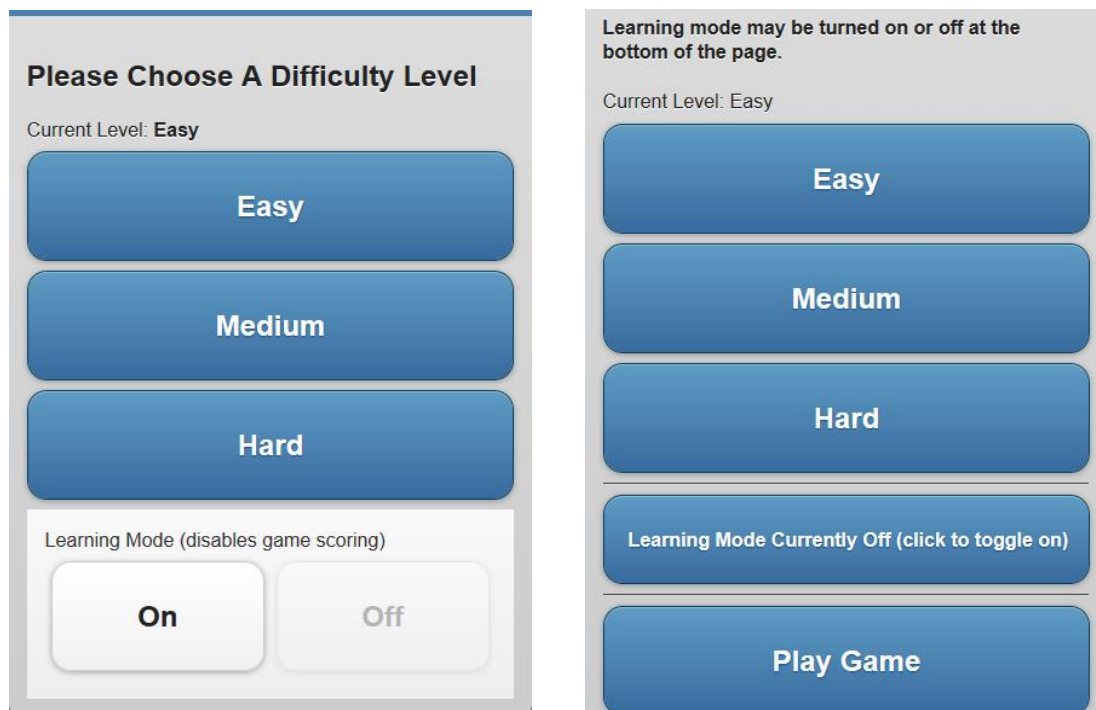 Please Choose A Difficulty Level
Current Level: Easy
Easy
Medium
Hard
Learning Mode (disables game scoring)
On
Off
Learning mode may be turned on or off at the
bottom of the page.
Current Level: Easy
Easy
Medium
Hard
Learning Mode Currently Off (click to toggle on)
Play Game